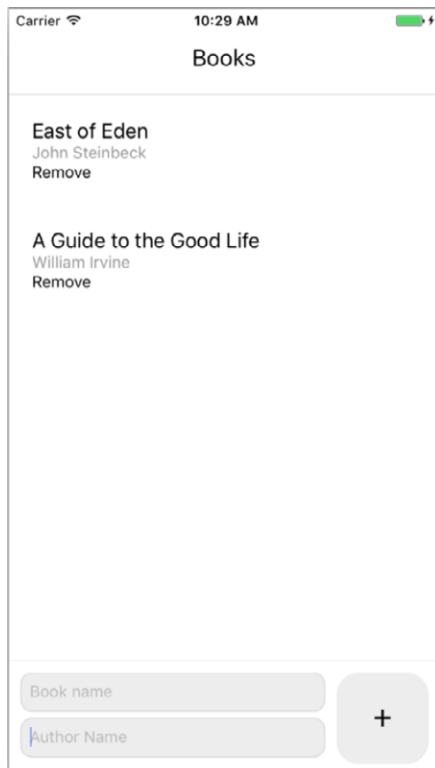 Carrier 10:29 AM
Books
East of Eden
John Steinbeck
Remove
A Guide to the Good Life
William Irvine
Remove
Book name
Author Name
+